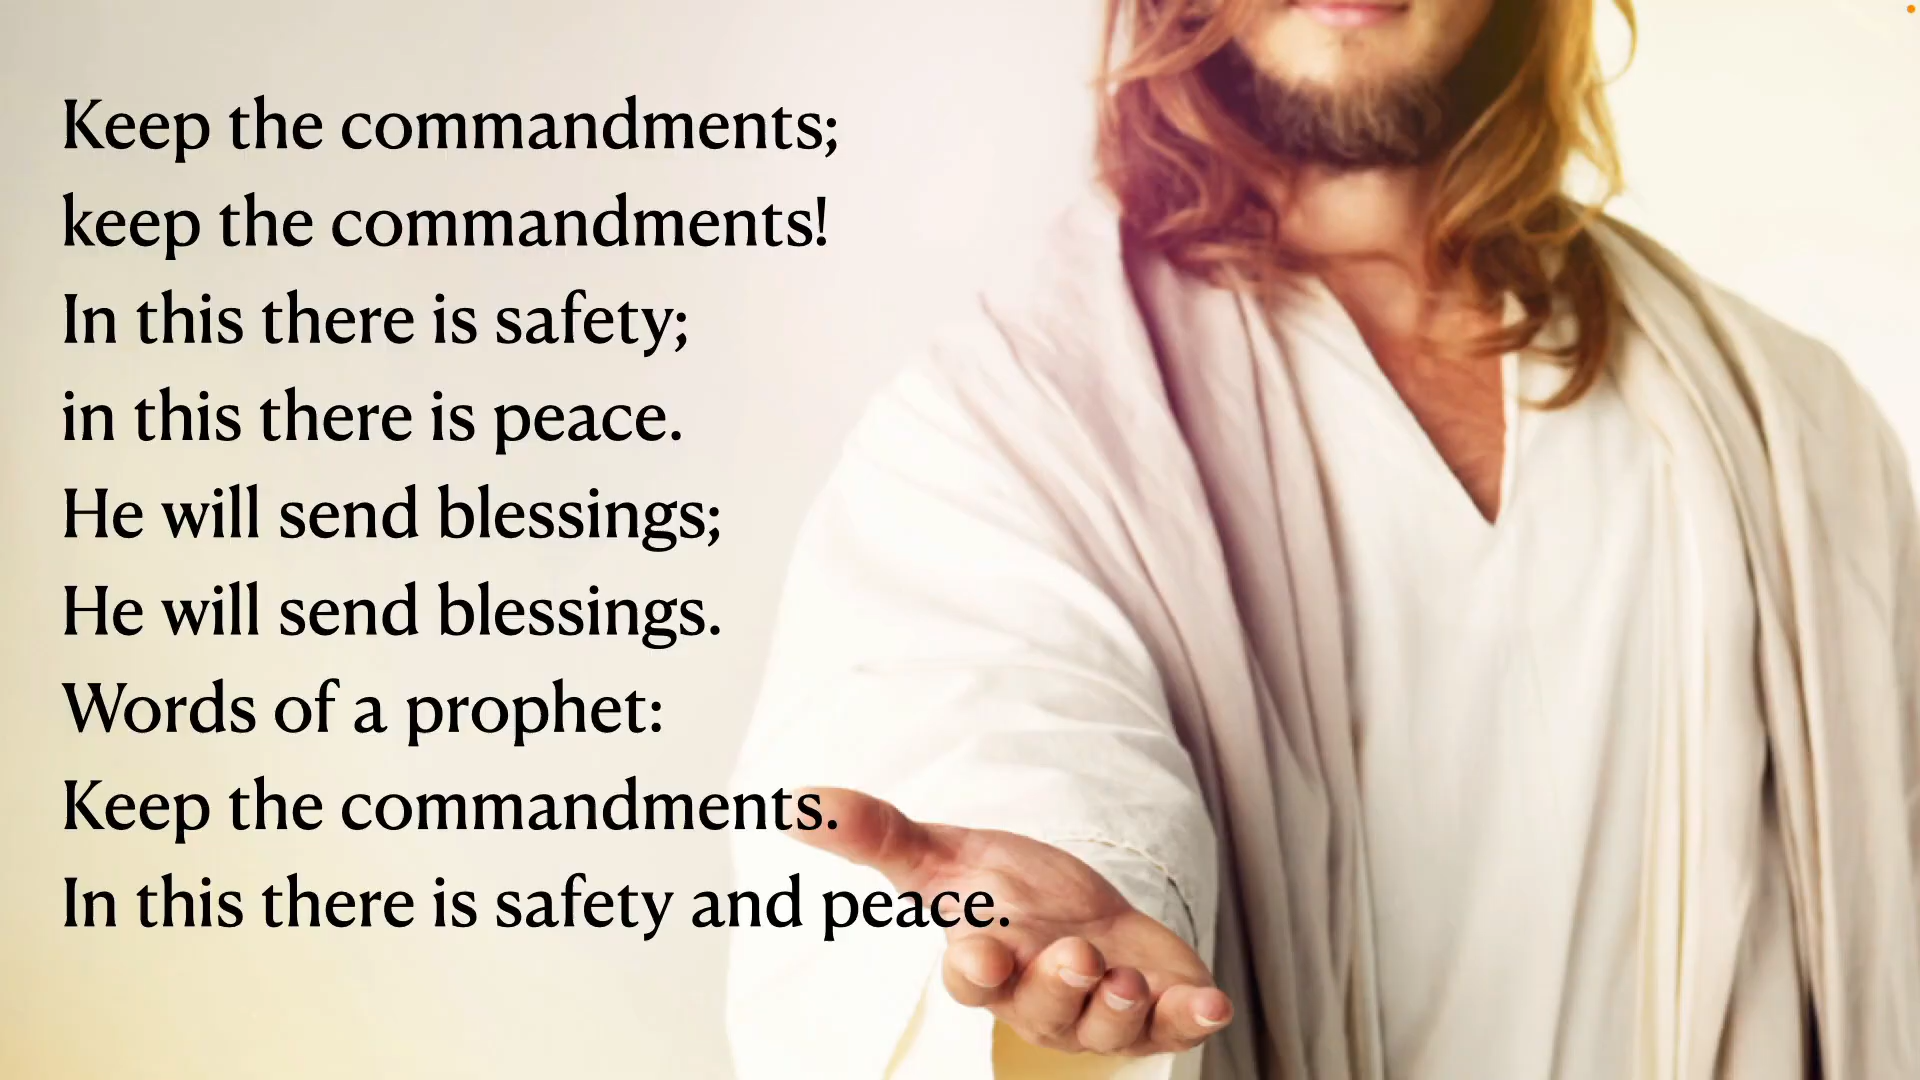 Keep the commandments;
keep the commandments!
In this there is safety;
in this there is peace.
He will send blessings;
He will send blessings.
Words of a prophet:
Keep the commandments.
In this there is safety and peace.